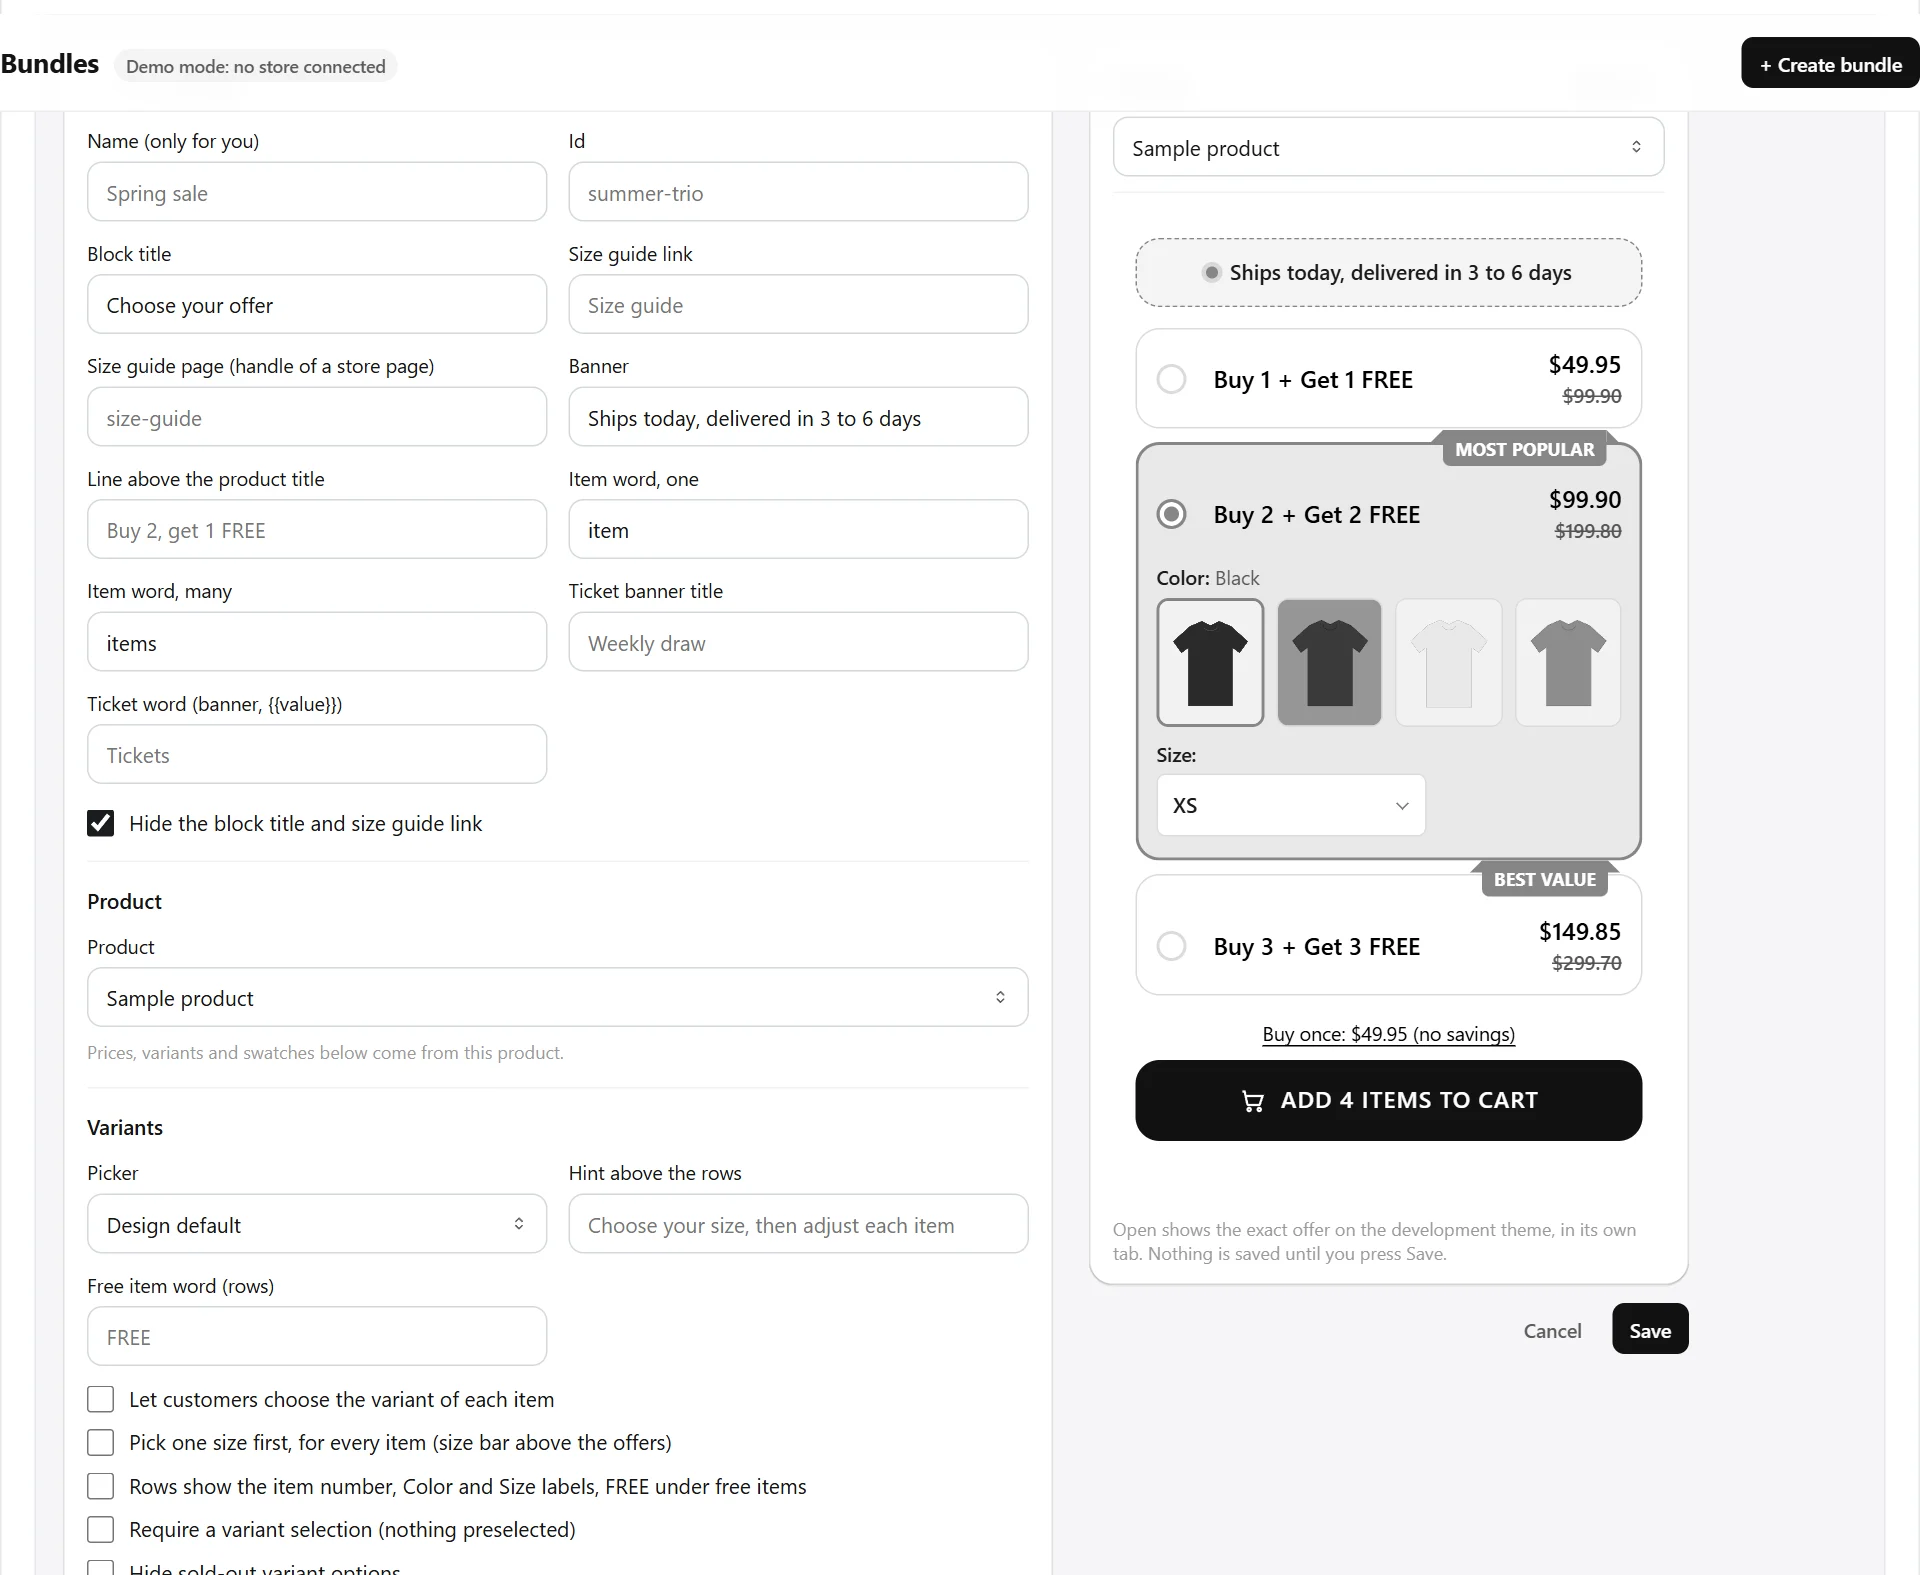 Bundles
Demo mode: no store connected
+ Create bundle
Name (only for you)
Id
Spring sale
summer-trio
Block title
Size guide link
Choose your offer
Size guide
Size guide page (handle of a store page)
Banner
size-guide
Ships today, delivered in 3 to 6 days
Line above the product title
Item word, one
Buy 2, get 1 FREE
item
Item word, many
Ticket banner title
items
Weekly draw
Ticket word (banner, {{value}})
Tickets
Hide the block title and size guide link
Product
Product
Sample product
Prices, variants and swatches below come from this product.
Variants
Picker
Hint above the rows
Design default
Choose your size, then adjust each item
Free item word (rows)
FREE
Let customers choose the variant of each item
Pick one size first, for every item (size bar above the offers)
Rows show the item number, Color and Size labels, FREE under free items
Require a variant selection (nothing preselected)
Hide sold-out variant options
Sample product
Ships today, delivered in 3 to 6 days
Buy 1 + Get 1 FREE
$49.95
$99.90
MOST POPULAR
Buy 2 + Get 2 FREE
$99.90
$199.80
Color: Black
Size:
XS
BEST VALUE
Buy 3 + Get 3 FREE
$149.85
$299.70
Buy once: $49.95 (no savings)
ADD 4 ITEMS TO CART
Open shows the exact offer on the development theme, in its own
tab. Nothing is saved until you press Save.
Cancel
Save